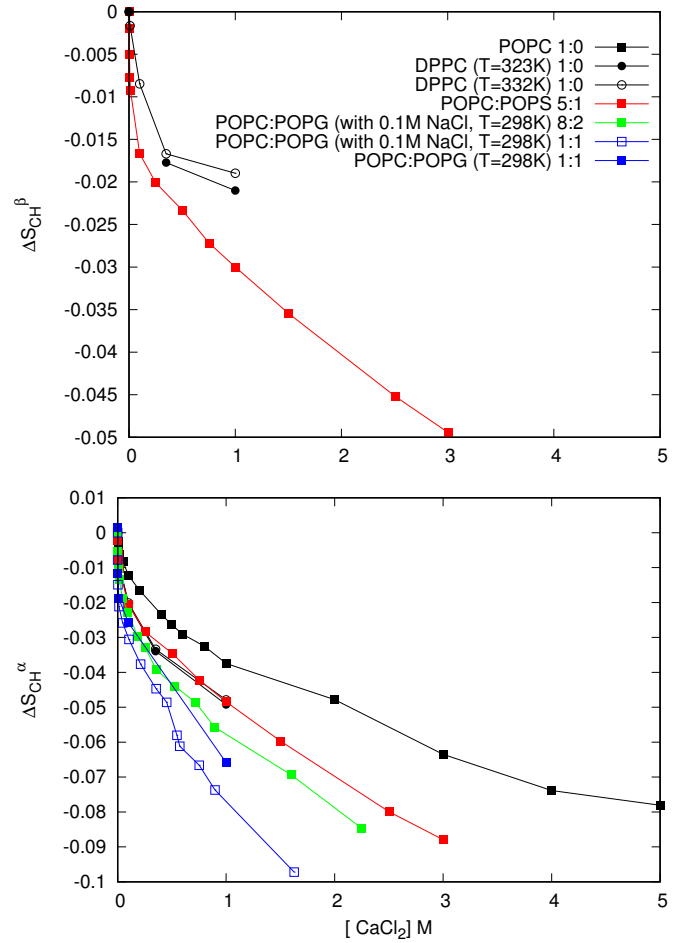 0
-0.005
-0.01
-0.015
-0.02
-0.025
-0.03
-0.035
-0.04
-0.045
-0.05
ΔS_CH^β
POPC 1:0
DPPC (T=323K) 1:0
DPPC (T=332K) 1:0
POPC:POPS 5:1
POPC:POPG (with 0.1M NaCl, T=298K) 8:2
POPC:POPG (with 0.1M NaCl, T=298K) 1:1
POPC:POPG (T=298K) 1:1
0 1 2 3 4 5
0.01
0
-0.01
-0.02
-0.03
-0.04
-0.05
-0.06
-0.07
-0.08
-0.09
-0.1
ΔS_CH^α
0 1 2 3 4 5
[ CaCl₂] M